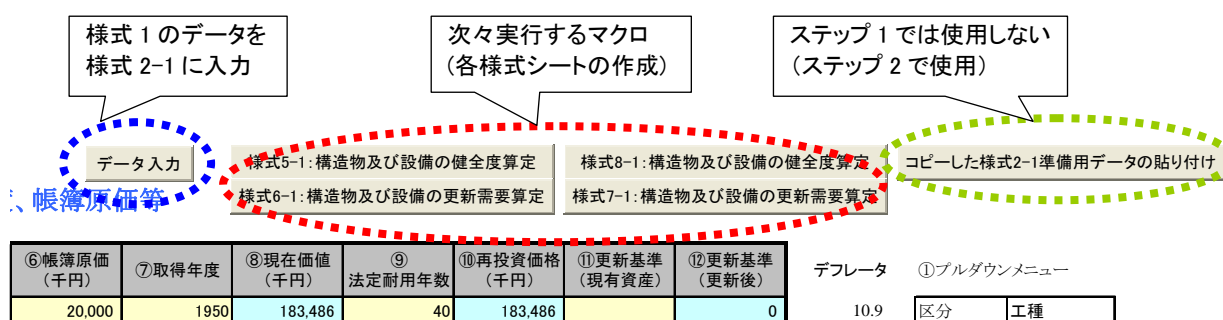 様式 1 のデータを
様式 2-1 に入力
次々実行するマクロ
（各様式シートの作成）
ステップ 1 では使用しない
（ステップ 2 で使用）
データ入力
様式5-1:構造物及び設備の健全度算定
様式8-1:構造物及び設備の健全度算定
コピーした様式2-1準備用データの貼り付け
、帳簿原価等
様式6-1:構造物及び設備の更新需要算定
様式7-1:構造物及び設備の更新需要算定
⑥帳簿原価
（千円）
⑦取得年度
⑧現在価値
（千円）
⑨
法定耐用年数
⑩再投資価格
（千円）
⑪更新基準
（現有資産）
⑫更新基準
（更新後）
デフレータ
①プルダウンメニュー
20,000 1950 183,486 40 183,486 0 10.9 区分 工種